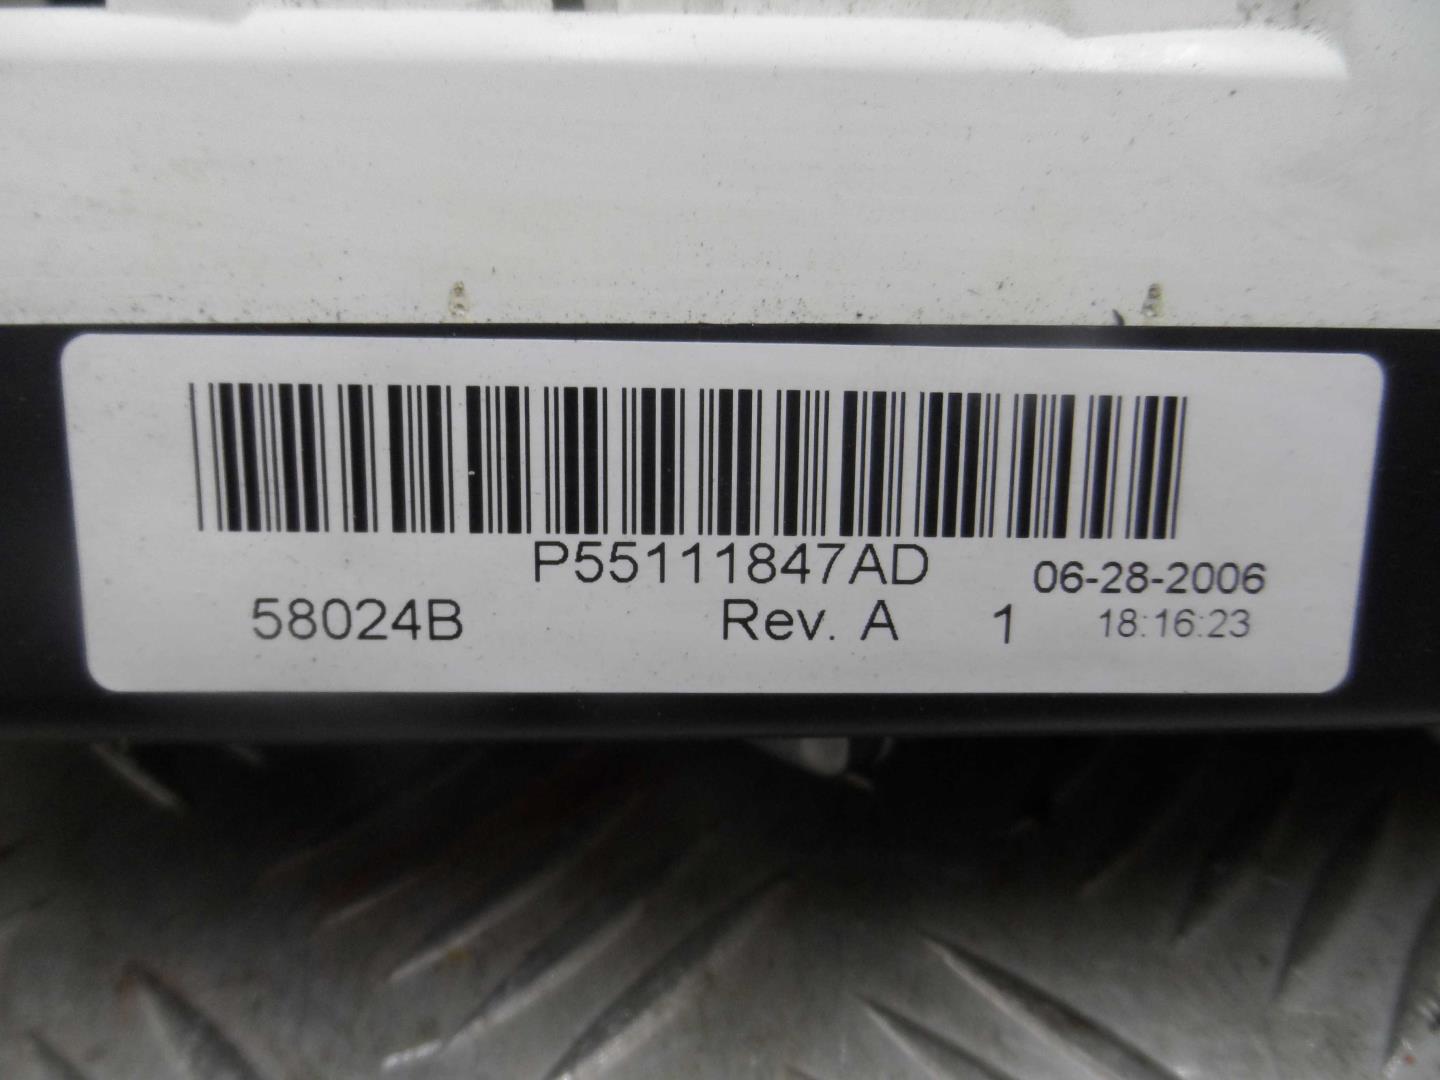 P55111847AD 06-28-2006
58024B Rev. A 1 18:16:23